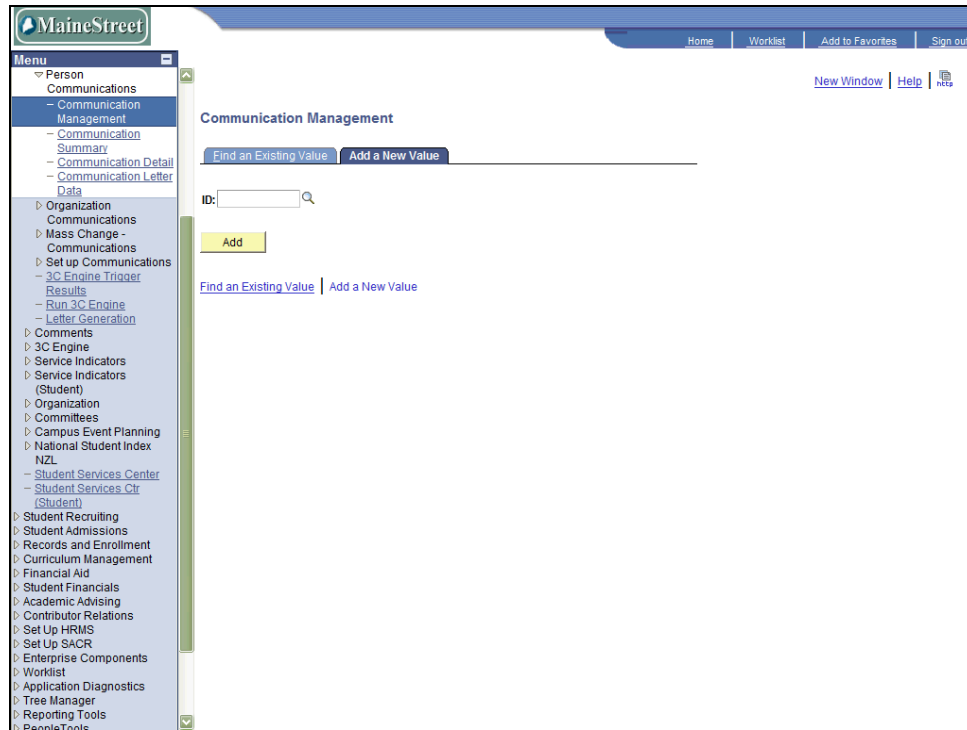 MaineStreet
Home
Worklist
Add to Favorites
Sign out
Menu
Person
Communications
Communication
Management
Communication
Summary
Communication Detail
Communication Letter
Data
Organization
Communications
Mass Change -
Communications
Set up Communications
3C Engine Trigger
Results
Run 3C Engine
Letter Generation
Comments
3C Engine
Service Indicators
Service Indicators
(Student)
Organization
Committees
Campus Event Planning
National Student Index
NZL
Student Services Center
Student Services Ctr
(Student)
Student Recruiting
Student Admissions
Records and Enrollment
Curriculum Management
Financial Aid
Student Financials
Academic Advising
Contributor Relations
Set Up HRMS
Set Up SACR
Enterprise Components
Worklist
Application Diagnostics
Tree Manager
Reporting Tools
PeopleTools
New Window
Help
http
Communication Management
Find an Existing Value
Add a New Value
ID:
Add
Find an Existing Value
Add a New Value